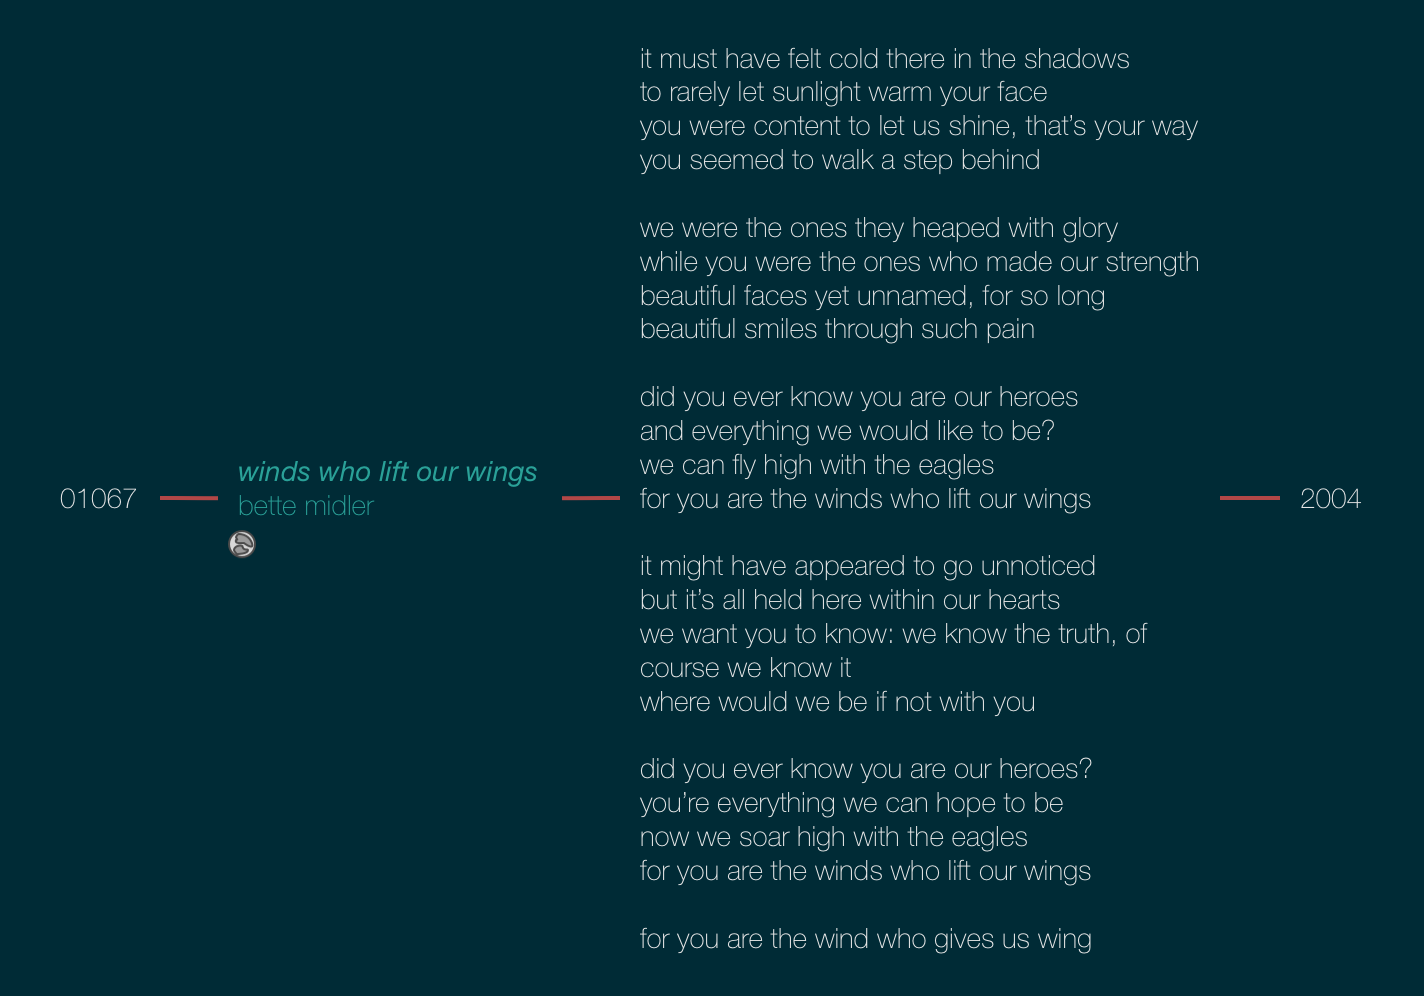 01067
winds who lift our wings
bette midler
it must have felt cold there in the shadows
to rarely let sunlight warm your face
you were content to let us shine, that’s your way
you seemed to walk a step behind
we were the ones they heaped with glory
while you were the ones who made our strength
beautiful faces yet unnamed, for so long
beautiful smiles through such pain
did you ever know you are our heroes
and everything we would like to be?
we can fly high with the eagles
for you are the winds who lift our wings
it might have appeared to go unnoticed
but it’s all held here within our hearts
we want you to know: we know the truth, of
course we know it
where would we be if not with you
did you ever know you are our heroes?
you’re everything we can hope to be
now we soar high with the eagles
for you are the winds who lift our wings
for you are the wind who gives us wing
2004